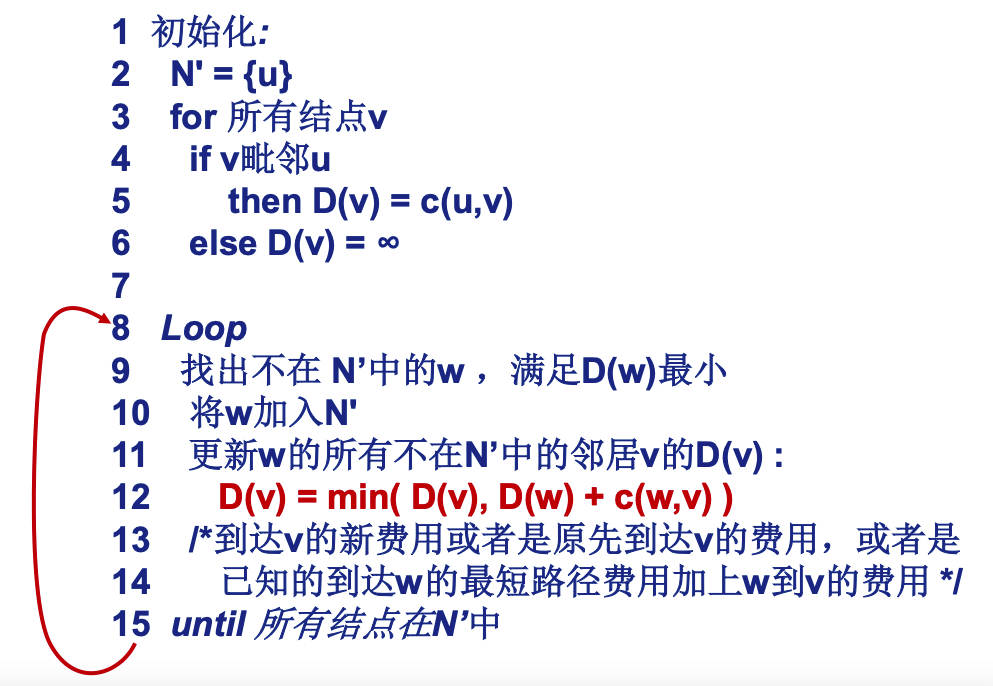 1 初始化:
2 N' = {u}
3 for 所有结点v
4 if v毗邻u
5 then D(v) = c(u,v)
6 else D(v) = ∞
7
8 Loop
9 找出不在 N’中的w ，满足D(w)最小
10 将w加入N'
11 更新w的所有不在N’中的邻居v的D(v) :
12 D(v) = min( D(v), D(w) + c(w,v) )
13 /*到达v的新费用或者是原先到达v的费用，或者是
14 已知的到达w的最短路径费用加上w到v的费用 */
15 until 所有结点在N’中